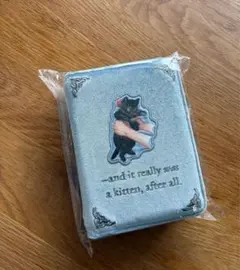 —and it really was
a kitten, after all.